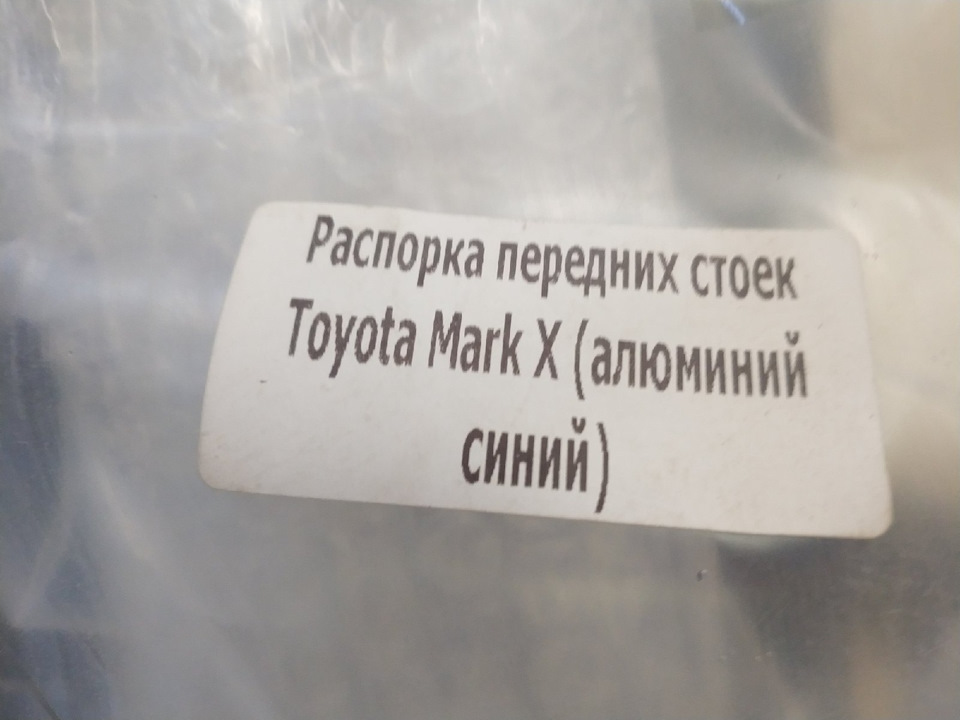 Распорка передних стоек
Toyota Mark X (алюминий
синий)